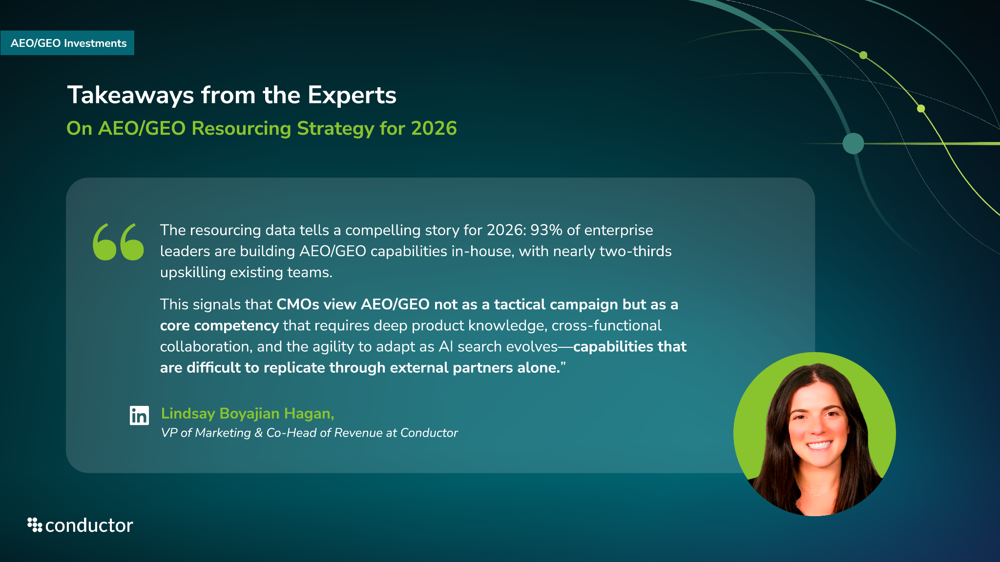 AEO/GEO Investments
Takeaways from the Experts
On AEO/GEO Resourcing Strategy for 2026
“
The resourcing data tells a compelling story for 2026: 93% of enterprise
leaders are building AEO/GEO capabilities in-house, with nearly two-thirds
upskilling existing teams.
This signals that CMOs view AEO/GEO not as a tactical campaign but as a
core competency that requires deep product knowledge, cross-functional
collaboration, and the agility to adapt as AI search evolves—capabilities that
are difficult to replicate through external partners alone.”
in
Lindsay Boyajian Hagan,
VP of Marketing & Co-Head of Revenue at Conductor
conductor